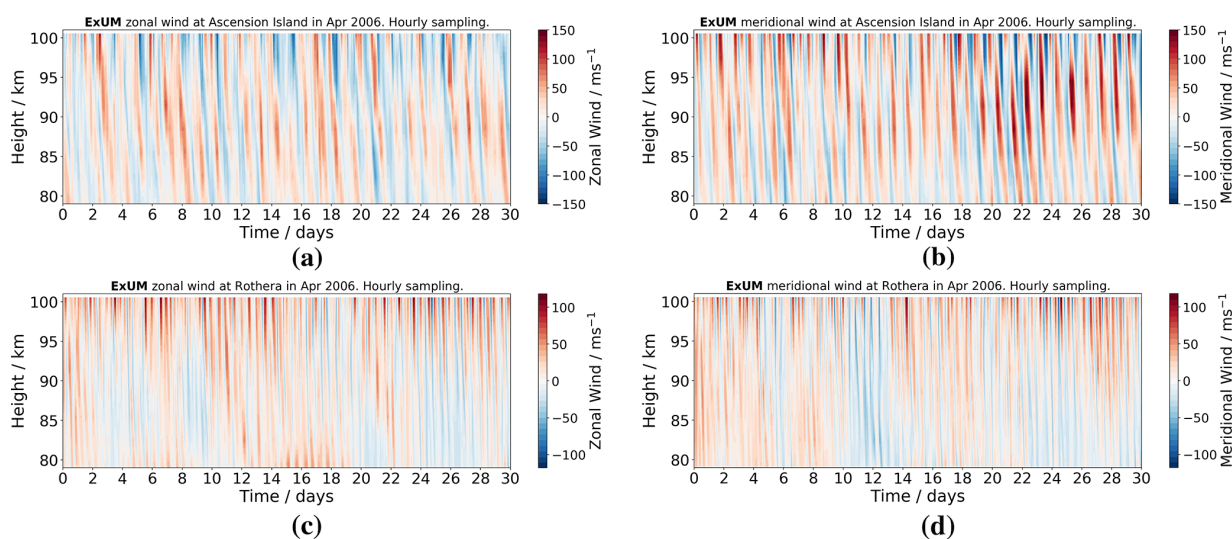 ExUM zonal wind at Ascension Island in Apr 2006. Hourly sampling.
100
95
90
85
80
Height / km
0 2 4 6 8 10 12 14 16 18 20 22 24 26 28 30
Time / days
150
100
50
0
−50
−100
−150
Zonal Wind / ms⁻¹
(a)
ExUM meridional wind at Ascension Island in Apr 2006. Hourly sampling.
100
95
90
85
80
Height / km
0 2 4 6 8 10 12 14 16 18 20 22 24 26 28 30
Time / days
150
100
50
0
−50
−100
−150
Meridional Wind / ms⁻¹
(b)
ExUM zonal wind at Rothera in Apr 2006. Hourly sampling.
100
95
90
85
80
Height / km
0 2 4 6 8 10 12 14 16 18 20 22 24 26 28 30
Time / days
100
50
0
−50
−100
Zonal Wind / ms⁻¹
(c)
ExUM meridional wind at Rothera in Apr 2006. Hourly sampling.
100
95
90
85
80
Height / km
0 2 4 6 8 10 12 14 16 18 20 22 24 26 28 30
Time / days
100
50
0
−50
−100
Meridional Wind / ms⁻¹
(d)